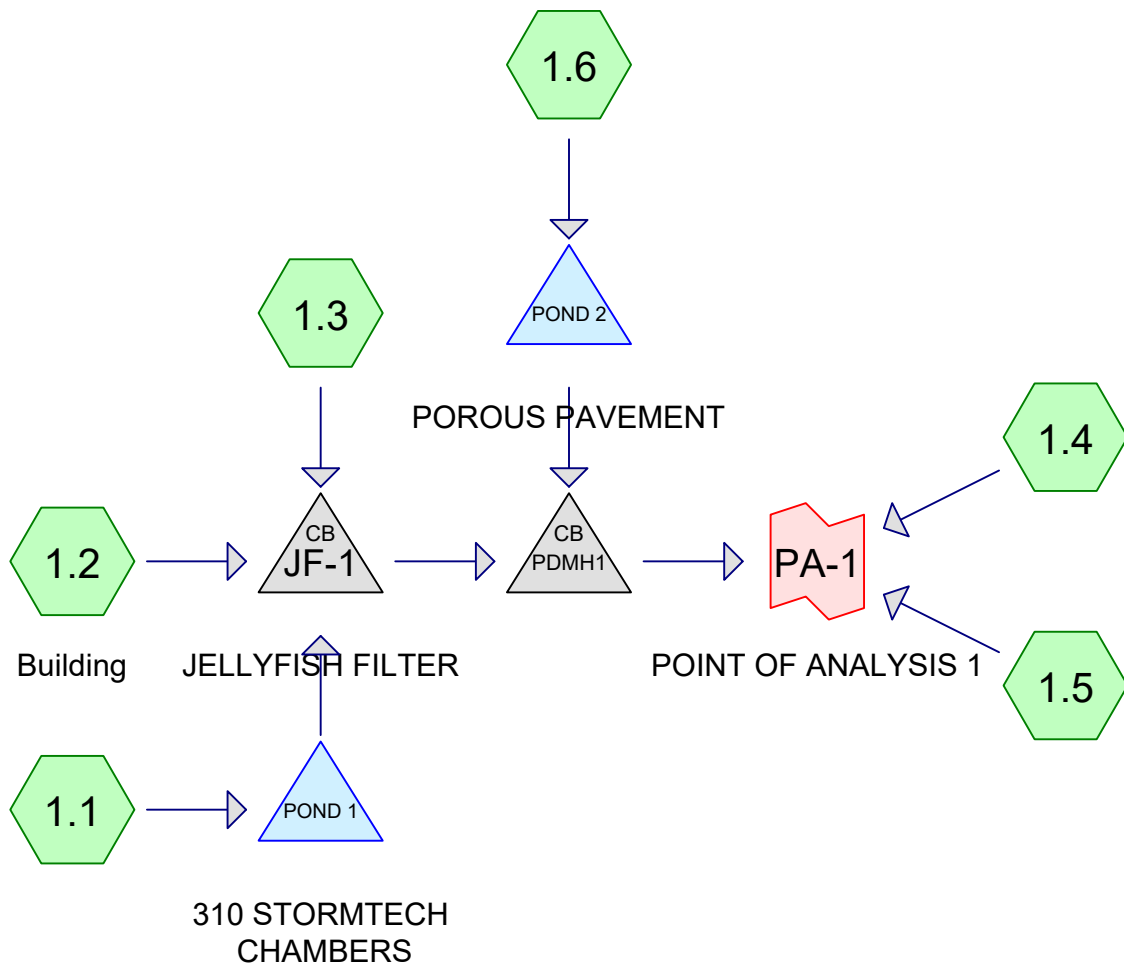 1.6
1.3
POND 2
POROUS PAVEMENT
1.4
1.2
CB
JF-1
CB
PDMH1
PA-1
Building
JELLYFISH FILTER
POINT OF ANALYSIS 1
1.5
1.1
POND 1
310 STORMTECH
CHAMBERS